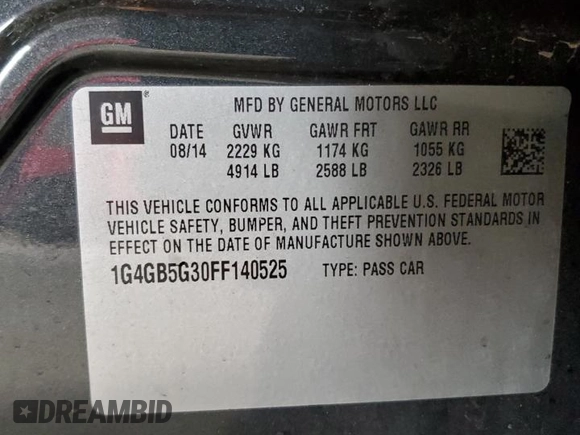 GM
MFD BY GENERAL MOTORS LLC
DATE GVWR GAWR FRT GAWR RR
08/14 2229 KG 1174 KG 1055 KG
4914 LB 2588 LB 2326 LB
THIS VEHICLE CONFORMS TO ALL APPLICABLE U.S. FEDERAL MOTOR
VEHICLE SAFETY, BUMPER, AND THEFT PREVENTION STANDARDS IN
EFFECT ON THE DATE OF MANUFACTURE SHOWN ABOVE.
1G4GB5G30FF140525 TYPE: PASS CAR
DREAMBID